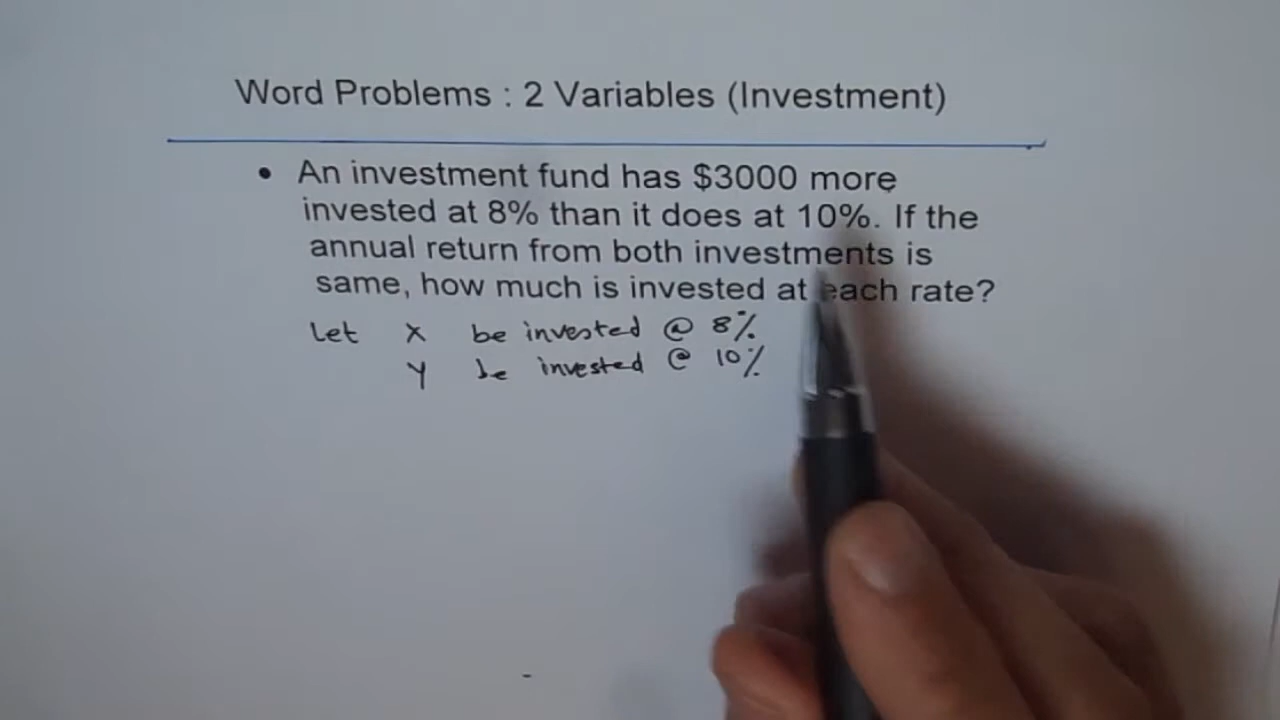 Word Problems : 2 Variables (Investment)
• An investment fund has $3000 more
invested at 8% than it does at 10%. If the
annual return from both investments is
same, how much is invested at each rate?
Let X be invested @ 8%
Y be invested @ 10%